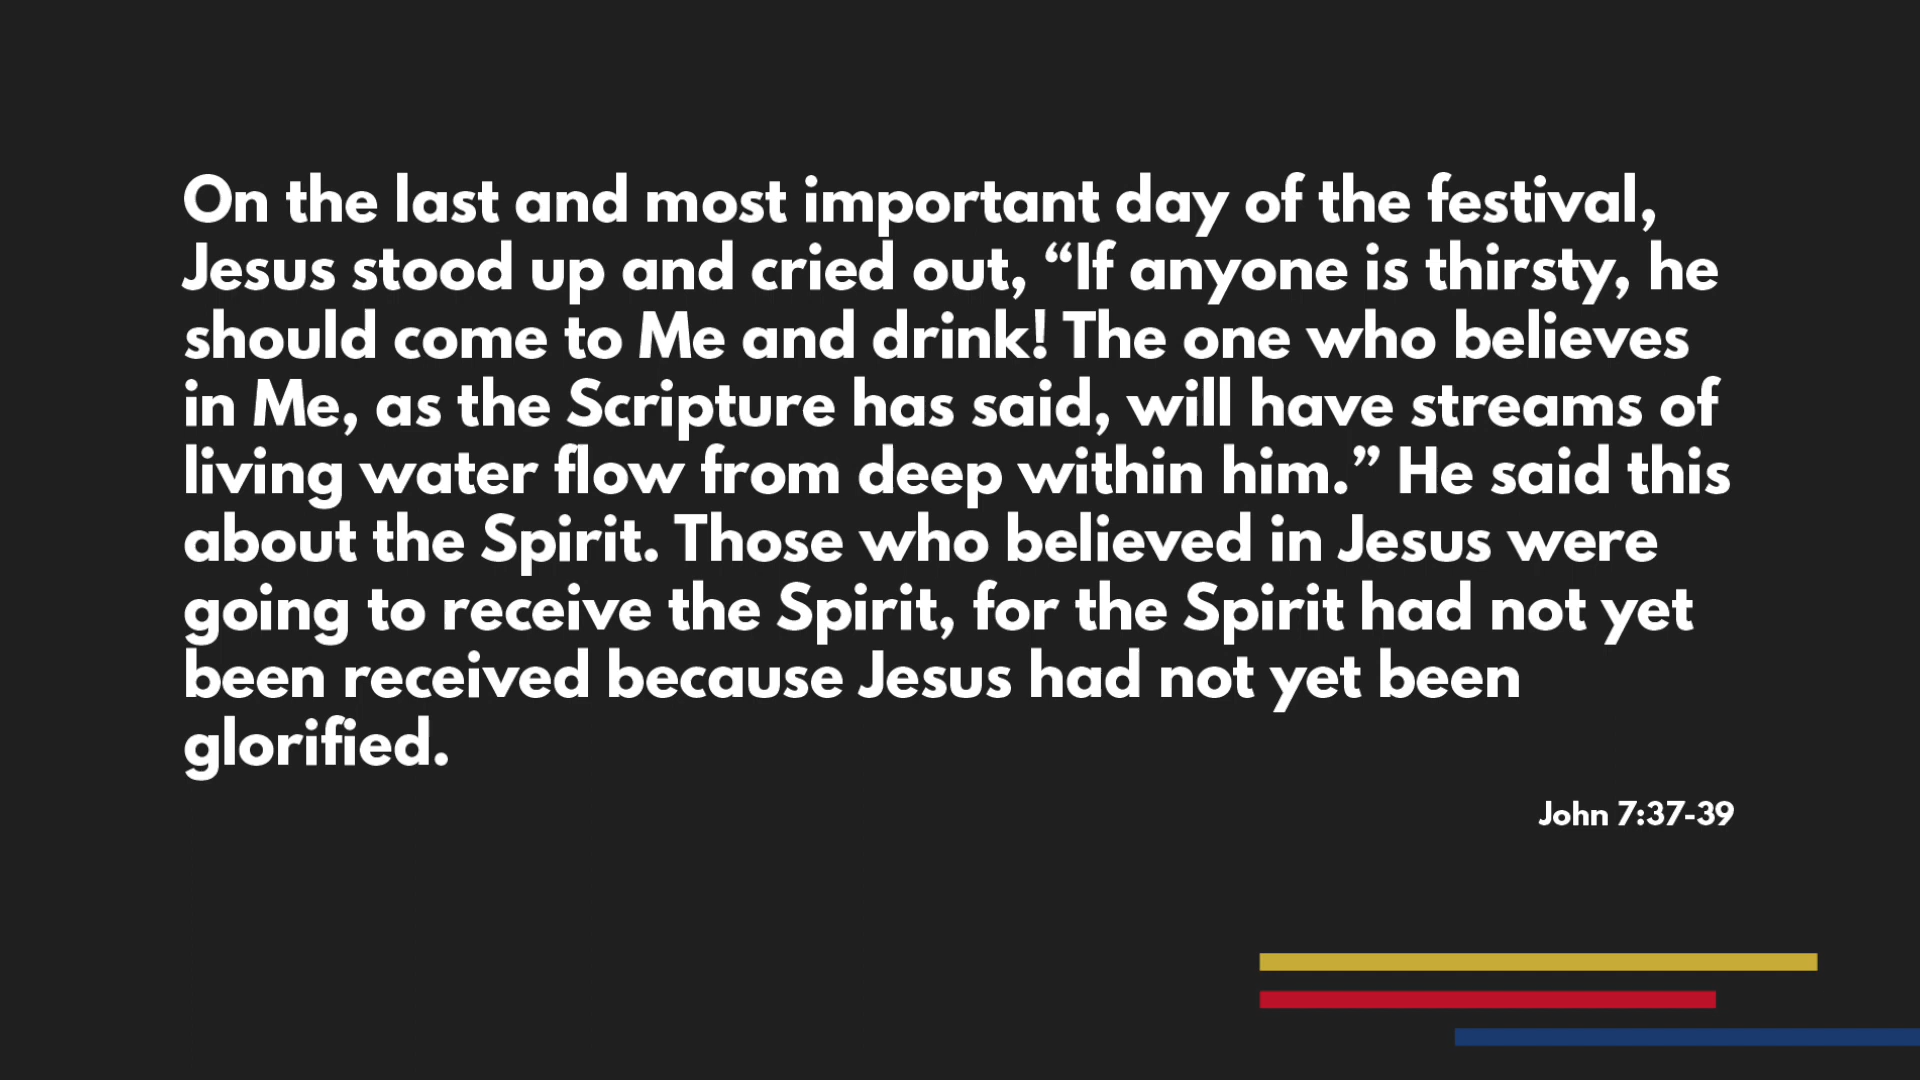 On the last and most important day of the festival,
Jesus stood up and cried out, “If anyone is thirsty, he
should come to Me and drink! The one who believes
in Me, as the Scripture has said, will have streams of
living water flow from deep within him.” He said this
about the Spirit. Those who believed in Jesus were
going to receive the Spirit, for the Spirit had not yet
been received because Jesus had not yet been
glorified.
John 7:37-39